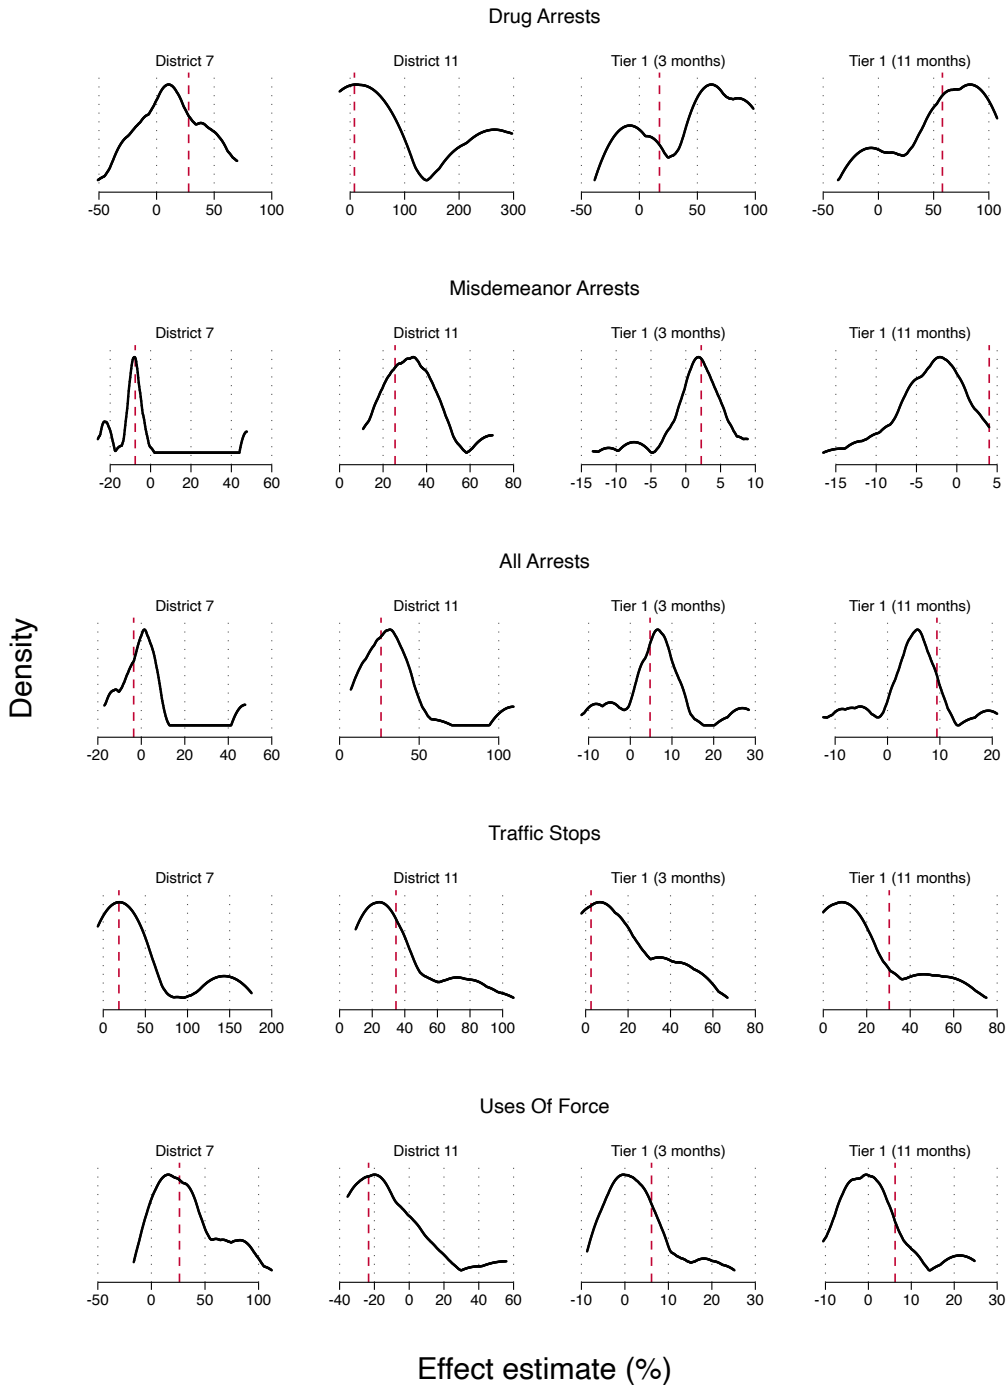 Drug Arrests
District 7
District 11
Tier 1 (3 months)
Tier 1 (11 months)
-50 0 50 100
0 100 200 300
-50 0 50 100
-50 0 50 100
Misdemeanor Arrests
District 7
District 11
Tier 1 (3 months)
Tier 1 (11 months)
-20 0 20 40 60
0 20 40 60 80
-15 -10 -5 0 5 10
-15 -10 -5 0 5
All Arrests
District 7
District 11
Tier 1 (3 months)
Tier 1 (11 months)
-20 0 20 40 60
0 50 100
-10 0 10 20 30
-10 0 10 20
Density
Traffic Stops
District 7
District 11
Tier 1 (3 months)
Tier 1 (11 months)
0 50 100 150 200
0 20 40 60 80 100
0 20 40 60 80
0 20 40 60 80
Uses Of Force
District 7
District 11
Tier 1 (3 months)
Tier 1 (11 months)
-50 0 50 100
-40 -20 0 20 40 60
-10 0 10 20 30
-10 0 10 20 30
Effect estimate (%)